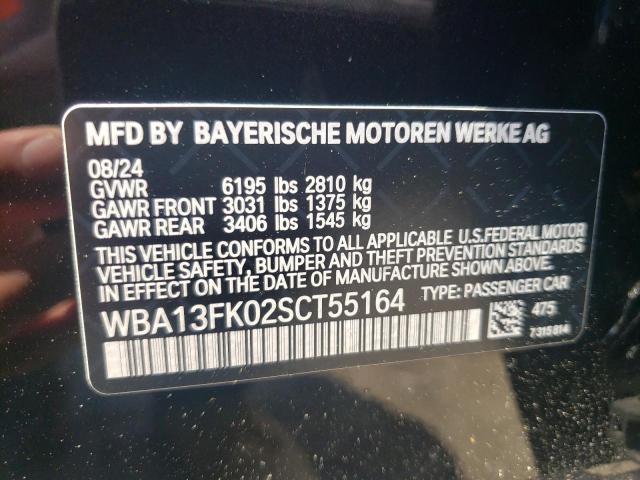 MFD BY BAYERISCHE MOTOREN WERKE AG
08/24
GVWR 6195 lbs 2810 kg
GAWR FRONT 3031 lbs 1375 kg
GAWR REAR 3406 lbs 1545 kg
THIS VEHICLE CONFORMS TO ALL APPLICABLE U.S.FEDERAL MOTOR
VEHICLE SAFETY, BUMPER AND THEFT PREVENTION STANDARDS
IN EFFECT ON THE DATE OF MANUFACTURE SHOWN ABOVE.
WBA13FK02SCT55164 TYPE: PASSENGER CAR
475
7315814